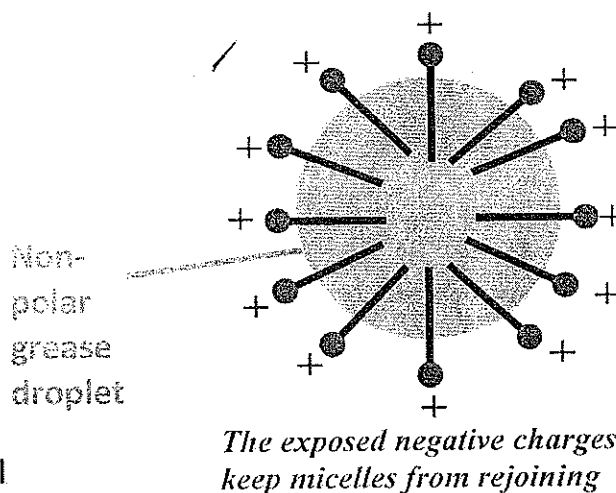 +
+
+
+
+
+
+
+
+
+
+
+
Non-
polar
grease
droplet
The exposed negative charges
keep micelles from rejoining